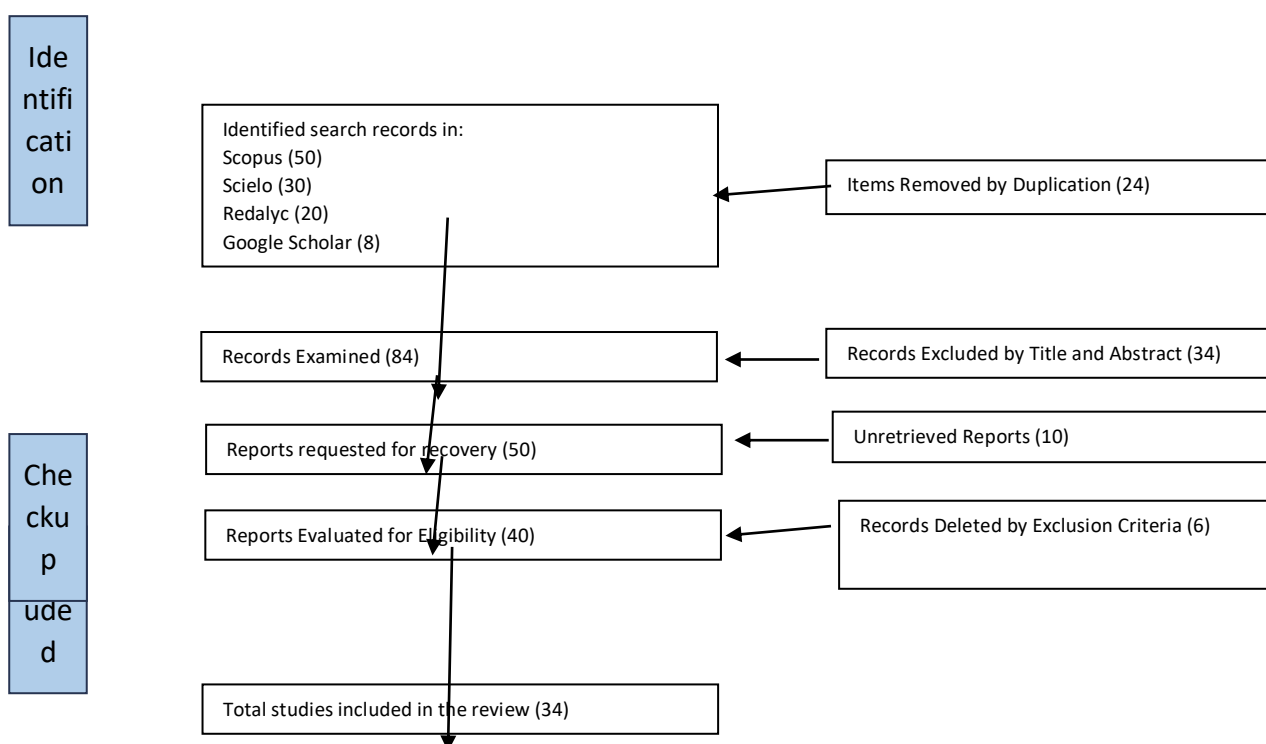 Ide
ntifi
cati
on
Identified search records in:
Scopus (50)
Scielo (30)
Redalyc (20)
Google Scholar (8)
Items Removed by Duplication (24)
Records Examined (84)
Records Excluded by Title and Abstract (34)
Reports requested for recovery (50)
Unretrieved Reports (10)
Che
cku
p
ude
d
Reports Evaluated for Eligibility (40)
Records Deleted by Exclusion Criteria (6)
Total studies included in the review (34)